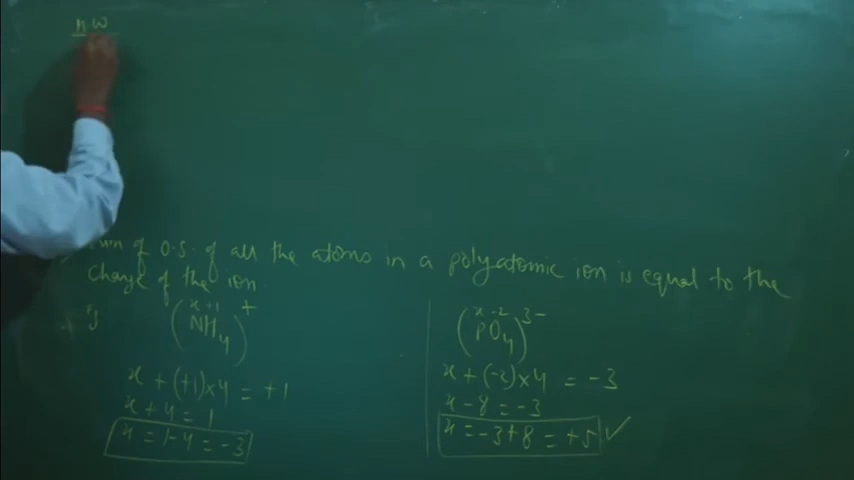 H.W
Sum of O.S. of all the atoms in a polyatomic ion is equal to the
charge of the ion.
eg
x +1
(NH₄)⁺
x + (+1)×4 = +1
x + 4 = 1
x = 1-4 = -3
x -2
(PO₄)³⁻
x + (-2)×4 = -3
x - 8 = -3
x = -3+8 = +5 ✓